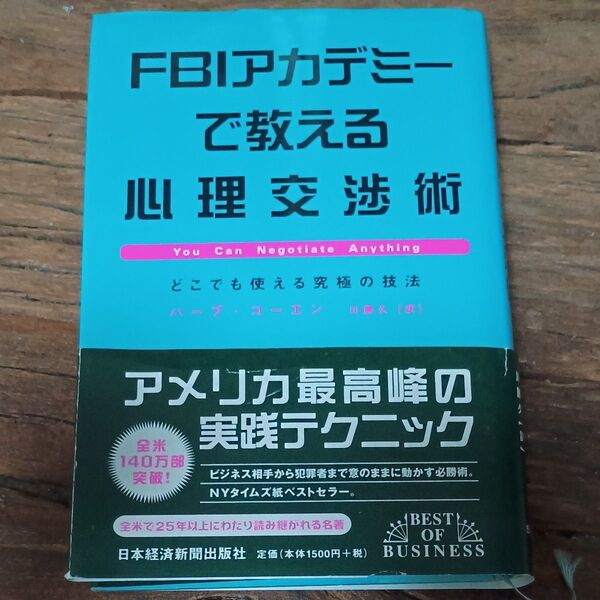 FBIアカデミー
で教える
心理交渉術
You Can Negotiate Anything
どこでも使える究極の技法
ハーブ・コーエン
アメリカ最高峰の
実践テクニック
全米
140万部
突破!
ビジネス相手から犯罪者まで意のままに動かす必勝術。
NYタイムズ紙ベストセラー。
全米で25年以上にわたり読み継がれる名著
日本経済新聞出版社 定価(本体1500円+税)
BEST
OF
BUSINESS